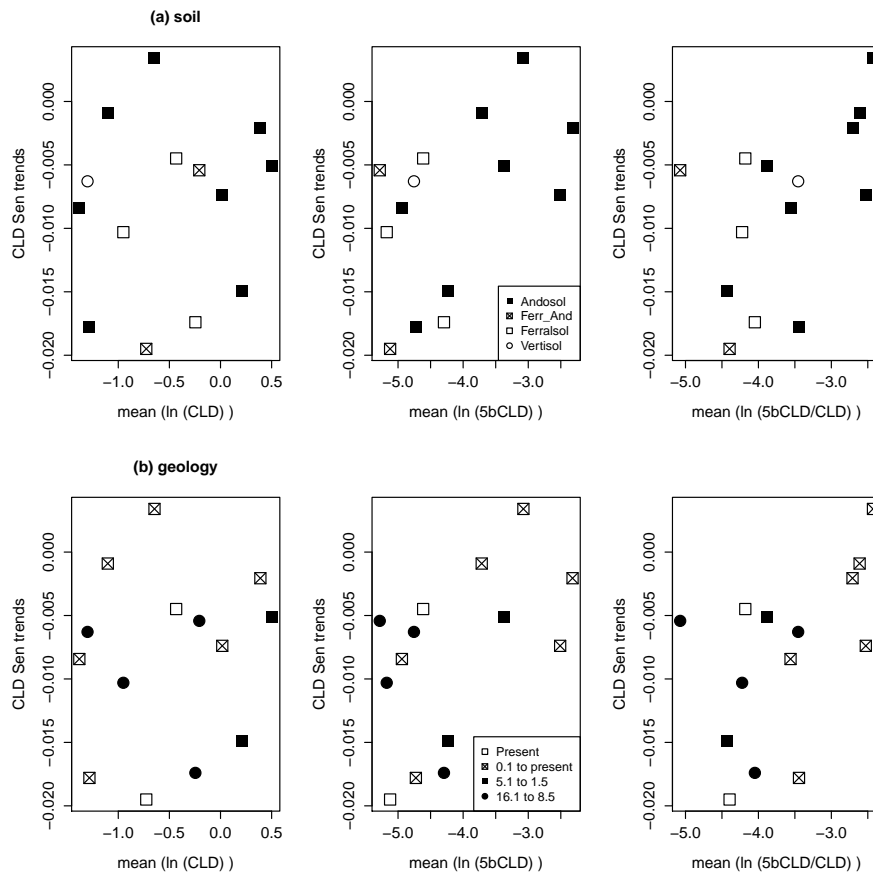 (a) soil
CLD Sen trends
0.000
−0.005
−0.010
−0.015
−0.020
−1.0
0.0
0.5
mean (ln (CLD) )
CLD Sen trends
0.000
−0.005
−0.010
−0.015
−0.020
Andosol
Ferr_And
Ferralsol
Vertisol
−5.0
−4.0
−3.0
mean (ln (5bCLD) )
CLD Sen trends
0.000
−0.005
−0.010
−0.015
−0.020
−5.0
−4.0
−3.0
mean (ln (5bCLD/CLD) )
(b) geology
CLD Sen trends
0.000
−0.005
−0.010
−0.015
−0.020
−1.0
0.0
0.5
mean (ln (CLD) )
CLD Sen trends
0.000
−0.005
−0.010
−0.015
−0.020
Present
0.1 to present
5.1 to 1.5
16.1 to 8.5
−5.0
−4.0
−3.0
mean (ln (5bCLD) )
CLD Sen trends
0.000
−0.005
−0.010
−0.015
−0.020
−5.0
−4.0
−3.0
mean (ln (5bCLD/CLD) )